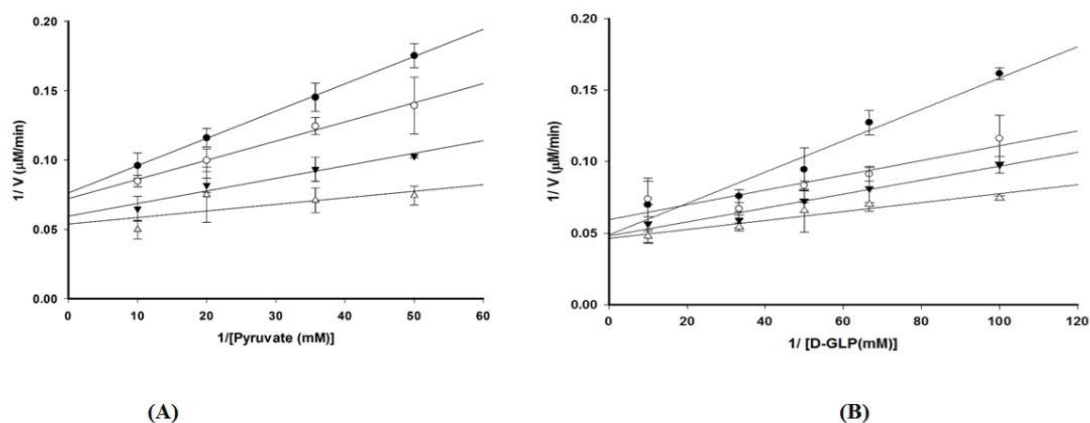 0.20
0.15
0.10
0.05
0.00
1/ V (µM/min)
0 10 20 30 40 50 60
1/[Pyruvate (mM)]
(A)
0.20
0.15
0.10
0.05
0.00
1/ V (µM/min)
0 20 40 60 80 100 120
1/ [D-GLP(mM)]
(B)